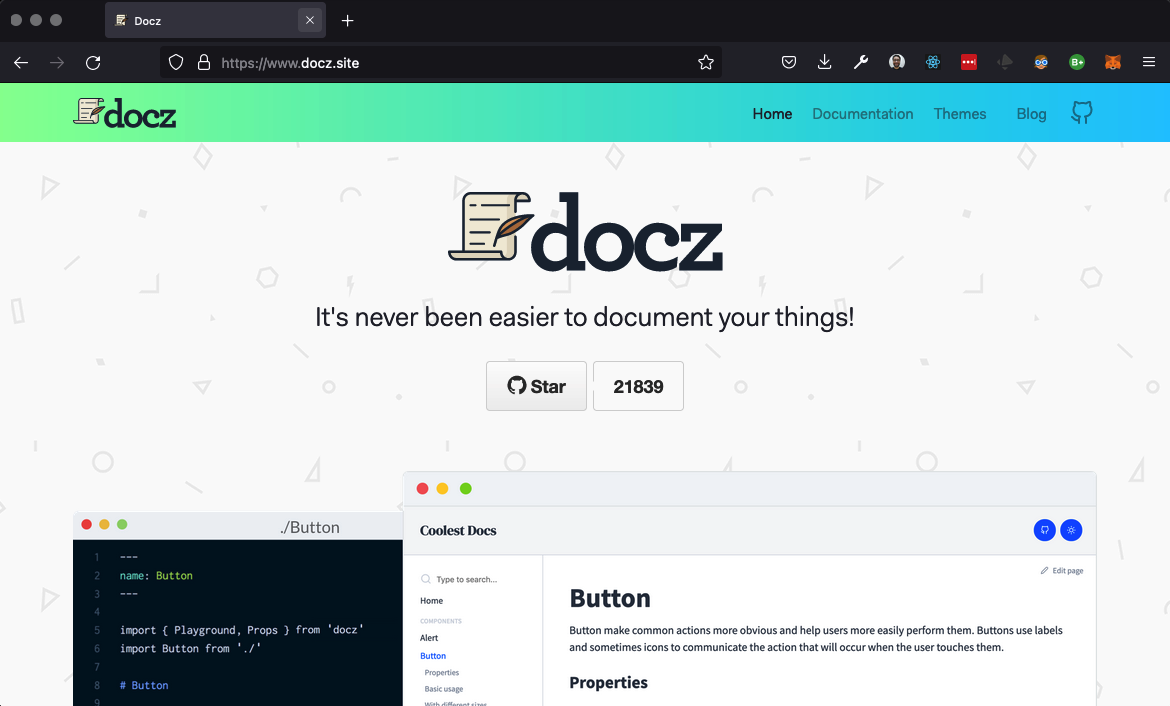 Docz
https://www.docz.site
B+
docz
Home
Documentation
Themes
Blog
docz
It's never been easier to document your things!
Star
21839
./Button
1 ---
2 name: Button
3 ---
4
5 import { Playground, Props } from 'docz'
6 import Button from './'
7
8 # Button
9
Coolest Docs
Type to search...
Home
COMPONENTS
Alert
Button
Properties
Basic usage
With different sizes
Edit page
Button
Button make common actions more obvious and help users more easily perform them. Buttons use labels
and sometimes icons to communicate the action that will occur when the user touches them.
Properties